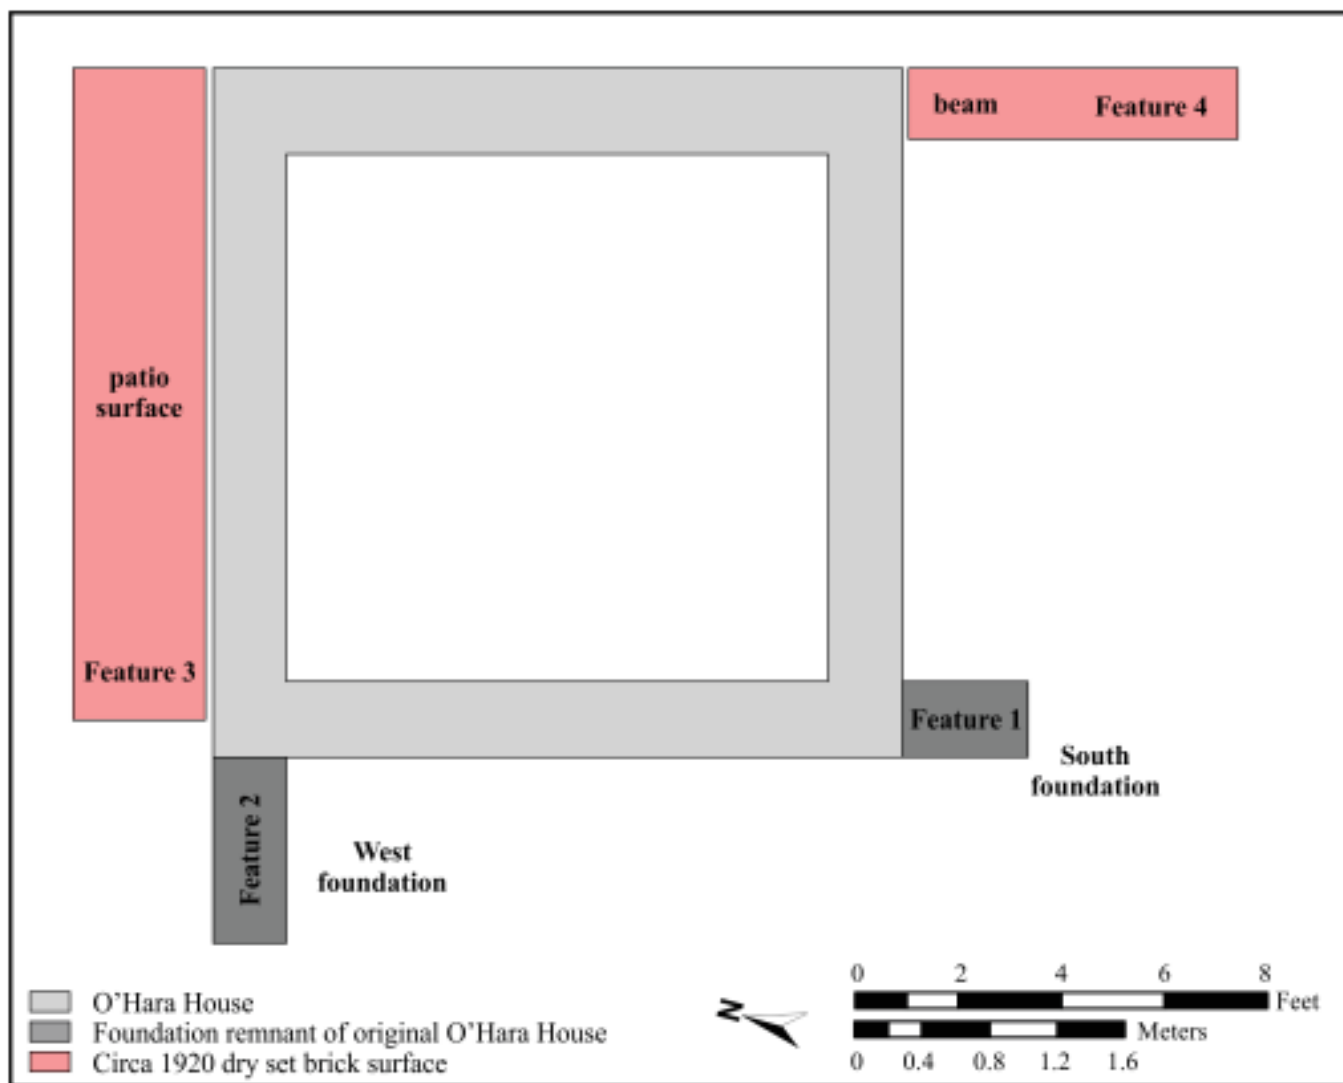 beam Feature 4
patio
surface
Feature 3
Feature 1
South
foundation
Feature 2
West
foundation
O’Hara House
Foundation remnant of original O’Hara House
Circa 1920 dry set brick surface
N
0 2 4 6 8
Feet
Meters
0 0.4 0.8 1.2 1.6